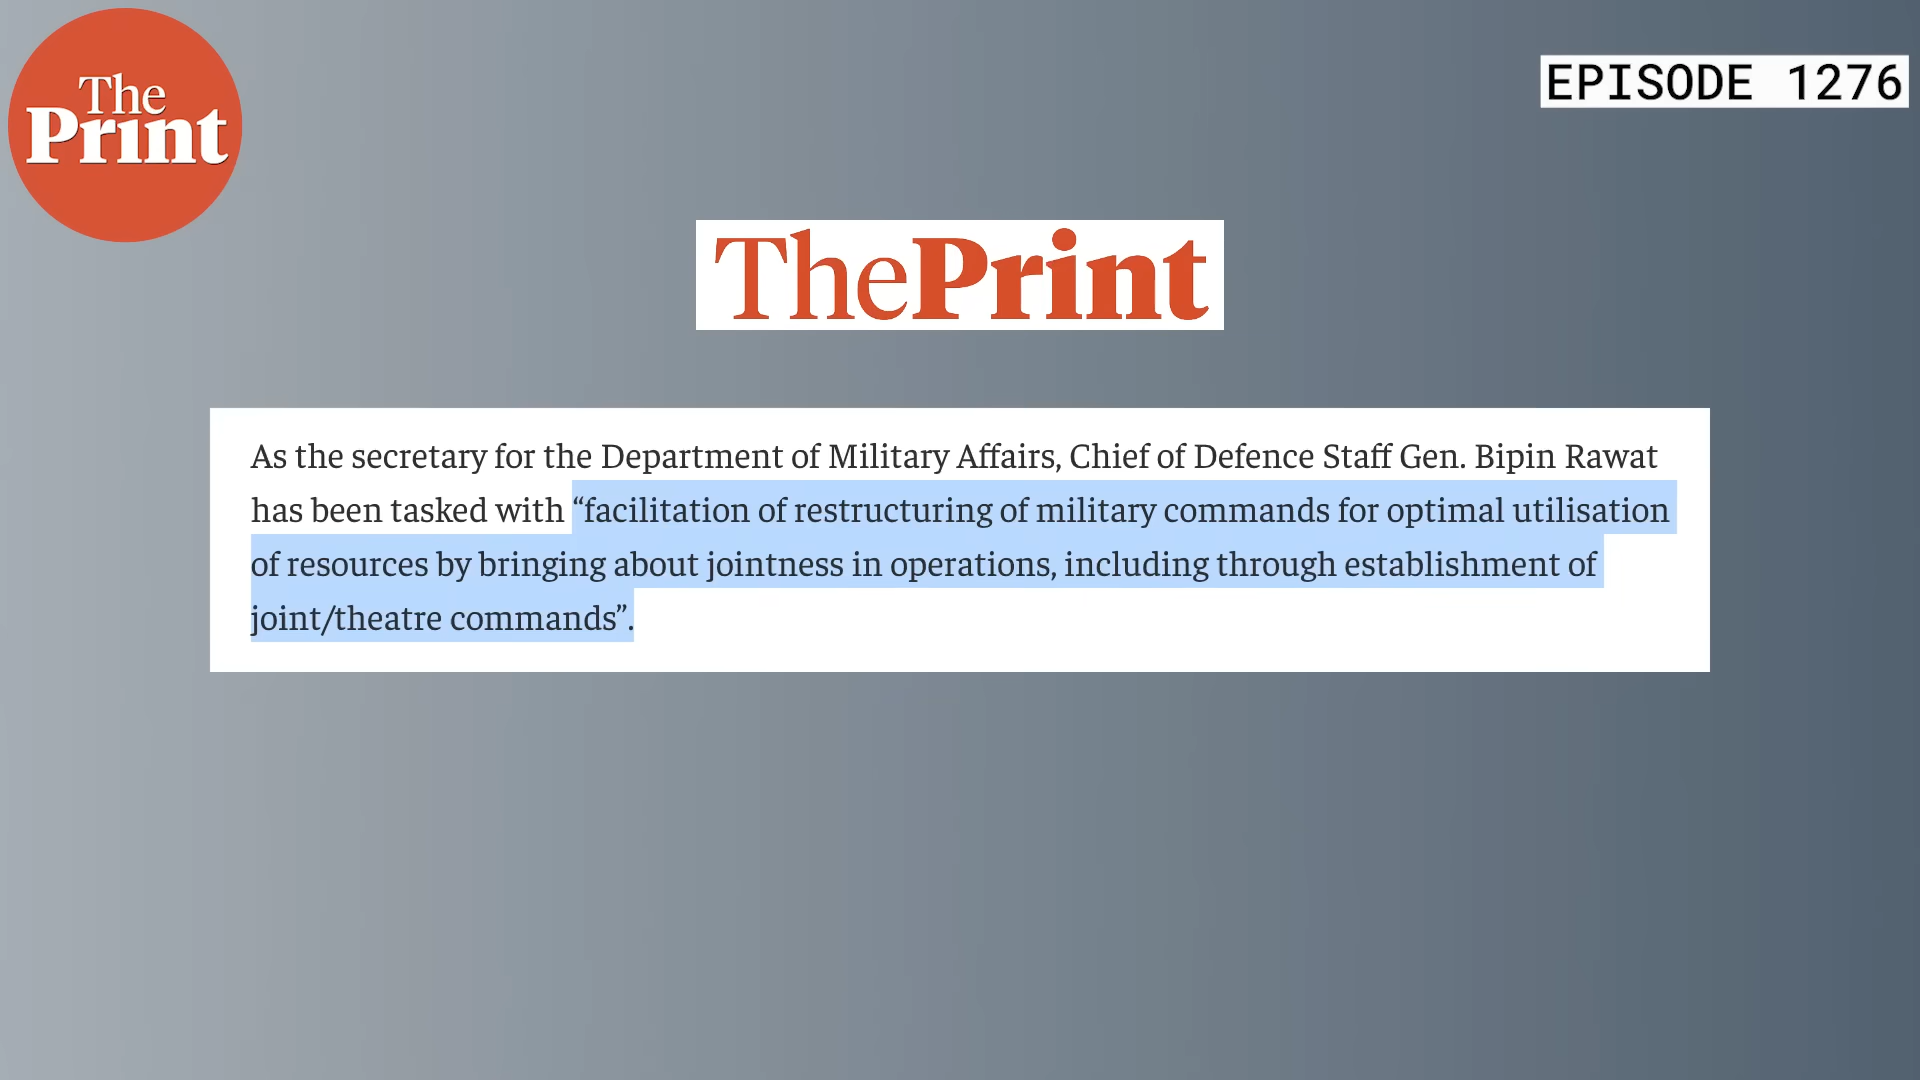 The
Print
EPISODE 1276
ThePrint
As the secretary for the Department of Military Affairs, Chief of Defence Staff Gen. Bipin Rawat
has been tasked with “facilitation of restructuring of military commands for optimal utilisation
of resources by bringing about jointness in operations, including through establishment of
joint/theatre commands”.